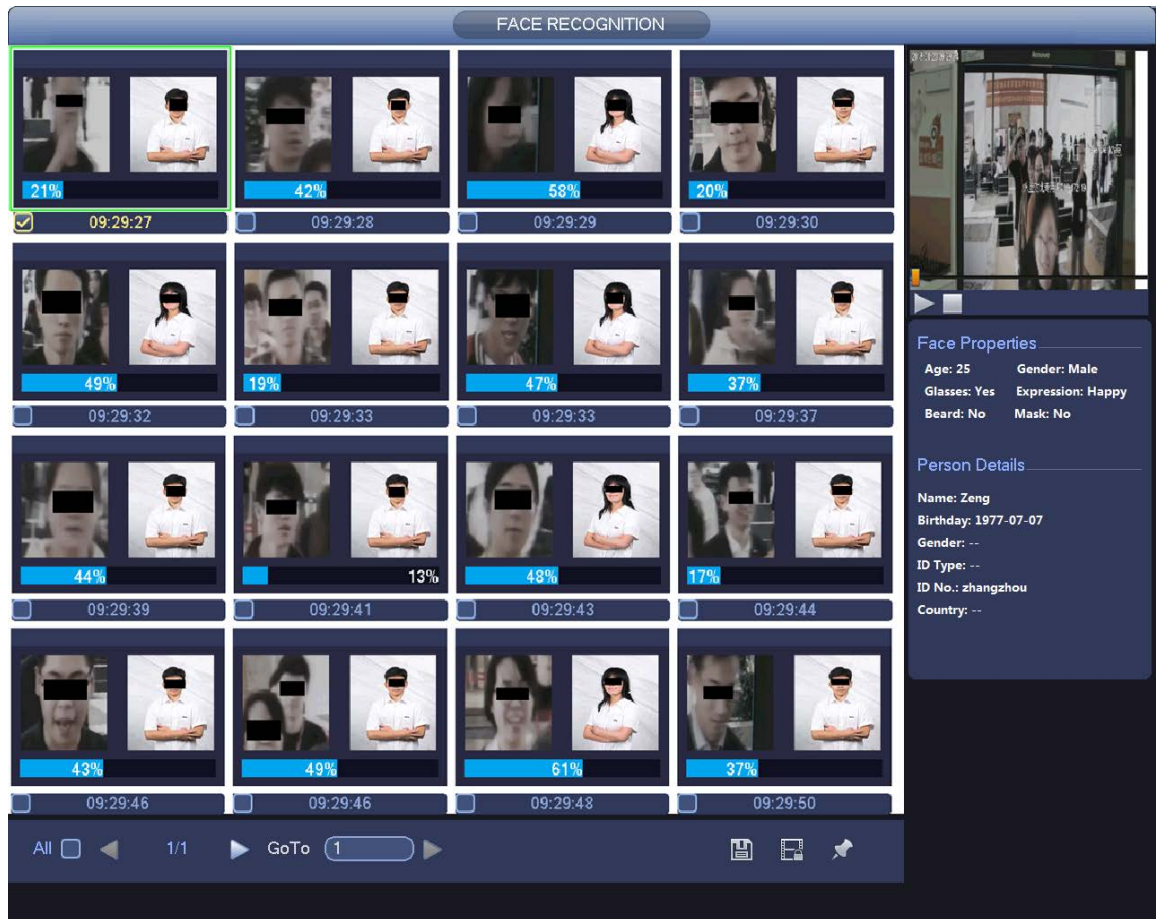 FACE RECOGNITION
21%
42%
58%
20%
09:29:27
09:29:28
09:29:29
09:29:30
49%
19%
47%
37%
09:29:32
09:29:33
09:29:33
09:29:37
44%
13%
48%
17%
09:29:39
09:29:41
09:29:43
09:29:44
43%
49%
61%
37%
09:29:46
09:29:46
09:29:48
09:29:50
All
1/1
GoTo
1
Remove
Face Properties
Age: 25 Gender: Male
Glasses: Yes Expression: Happy
Beard: No Mask: No
Person Details
Name: Zeng
Birthday: 1977-07-07
Gender: --
ID Type: --
ID No.: zhangzhou
Country: --